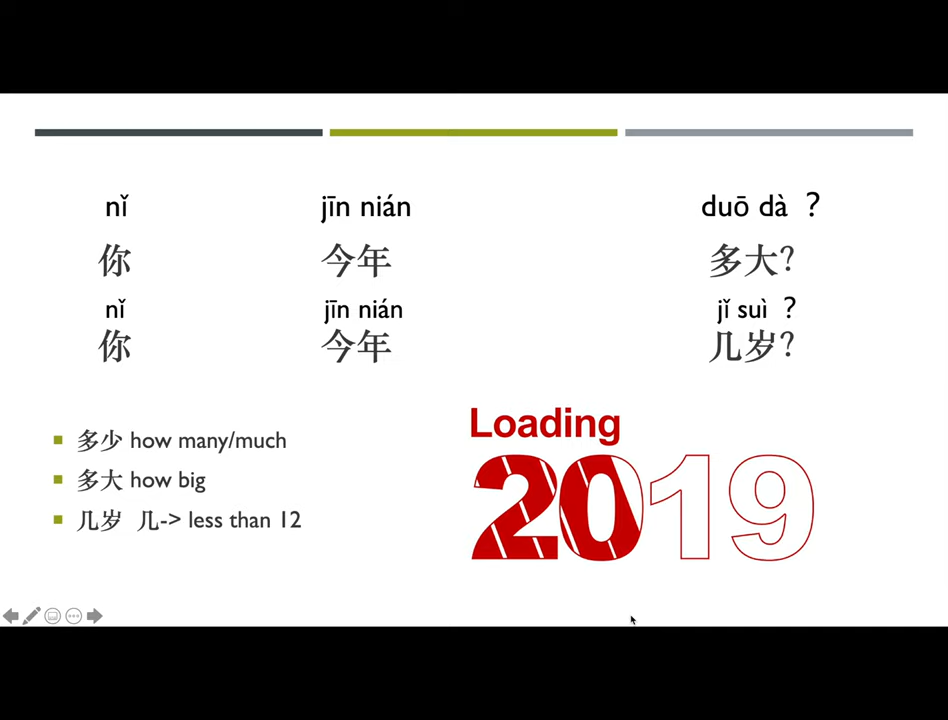 nǐ jīn nián duō dà ?
你 今年 多大?
nǐ jīn nián jǐ suì ?
你 今年 几岁?
多少 how many/much
多大 how big
几岁 几-> less than 12
Loading
2019